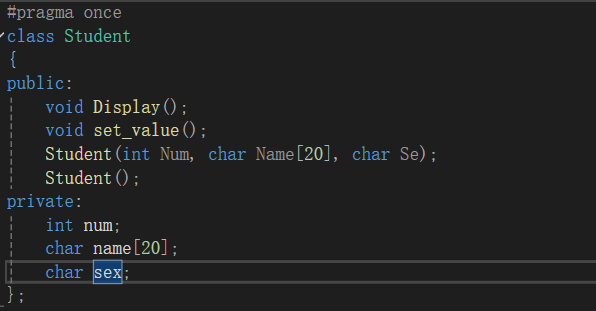 #pragma once
class Student
{
public:
    void Display();
    void set_value();
    Student(int Num, char Name[20], char Se);
    Student();
private:
    int num;
    char name[20];
    char sex;
};